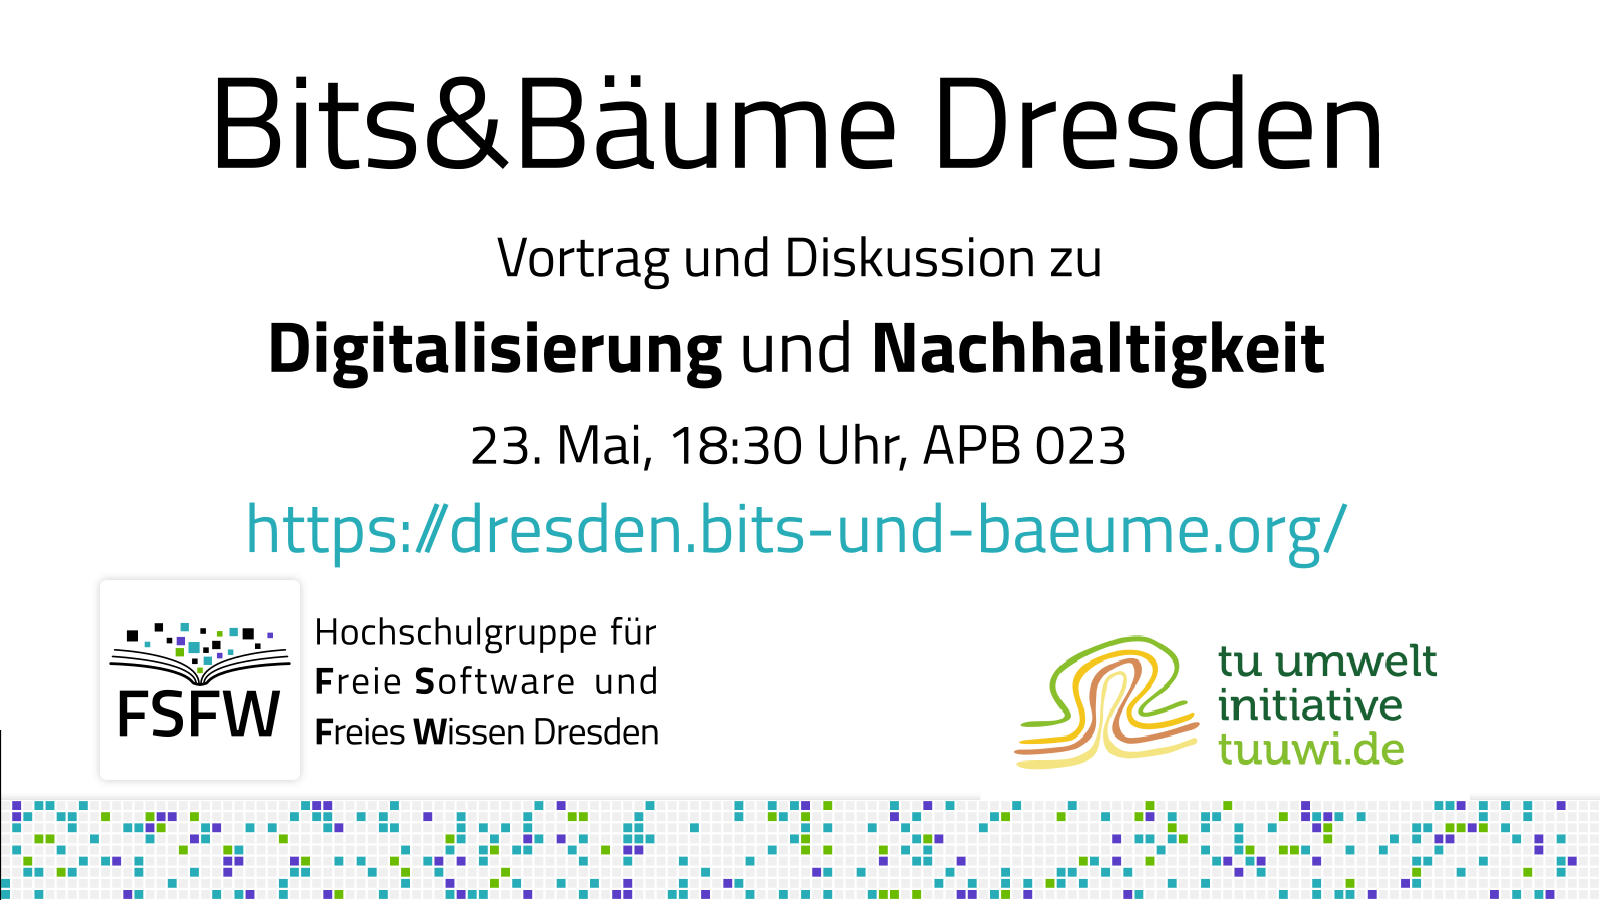 Bits&Bäume Dresden
Vortrag und Diskussion zu
Digitalisierung und Nachhaltigkeit
23. Mai, 18:30 Uhr, APB 023
https://dresden.bits-und-baeume.org/
FSFW
Hochschulgruppe für
Freie Software und
Freies Wissen Dresden
tu umwelt
initiative
tuuwi.de